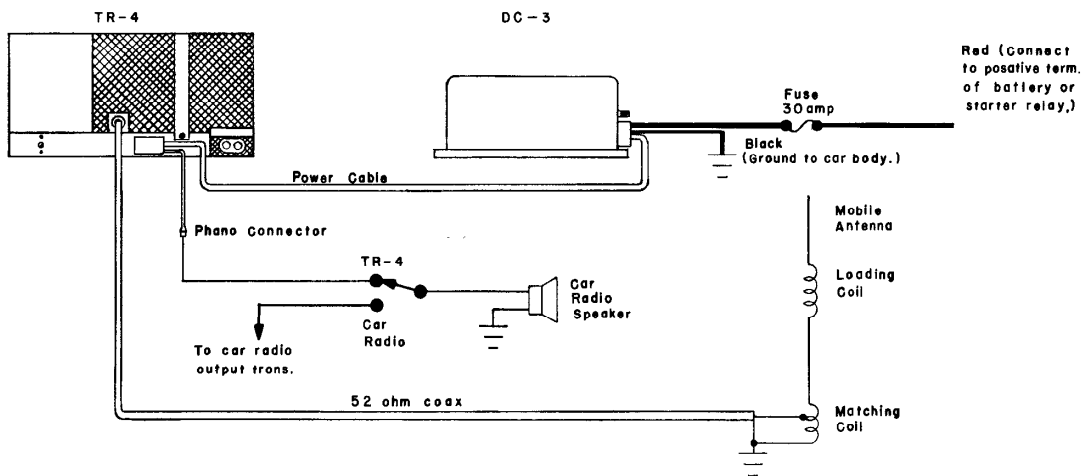 TR-4
DC-3
Red (Connect
to posative term.
of battery or
starter relay,)
Fuse
30 amp
Black
(Ground to car body.)
Power Cable
Mobile
Antenna
Phano Connector
TR-4
Loading
Coil
Car
Radio
Speaker
Car
Radio
To car radio
output trons.
52 ohm coax
Matching
Coil